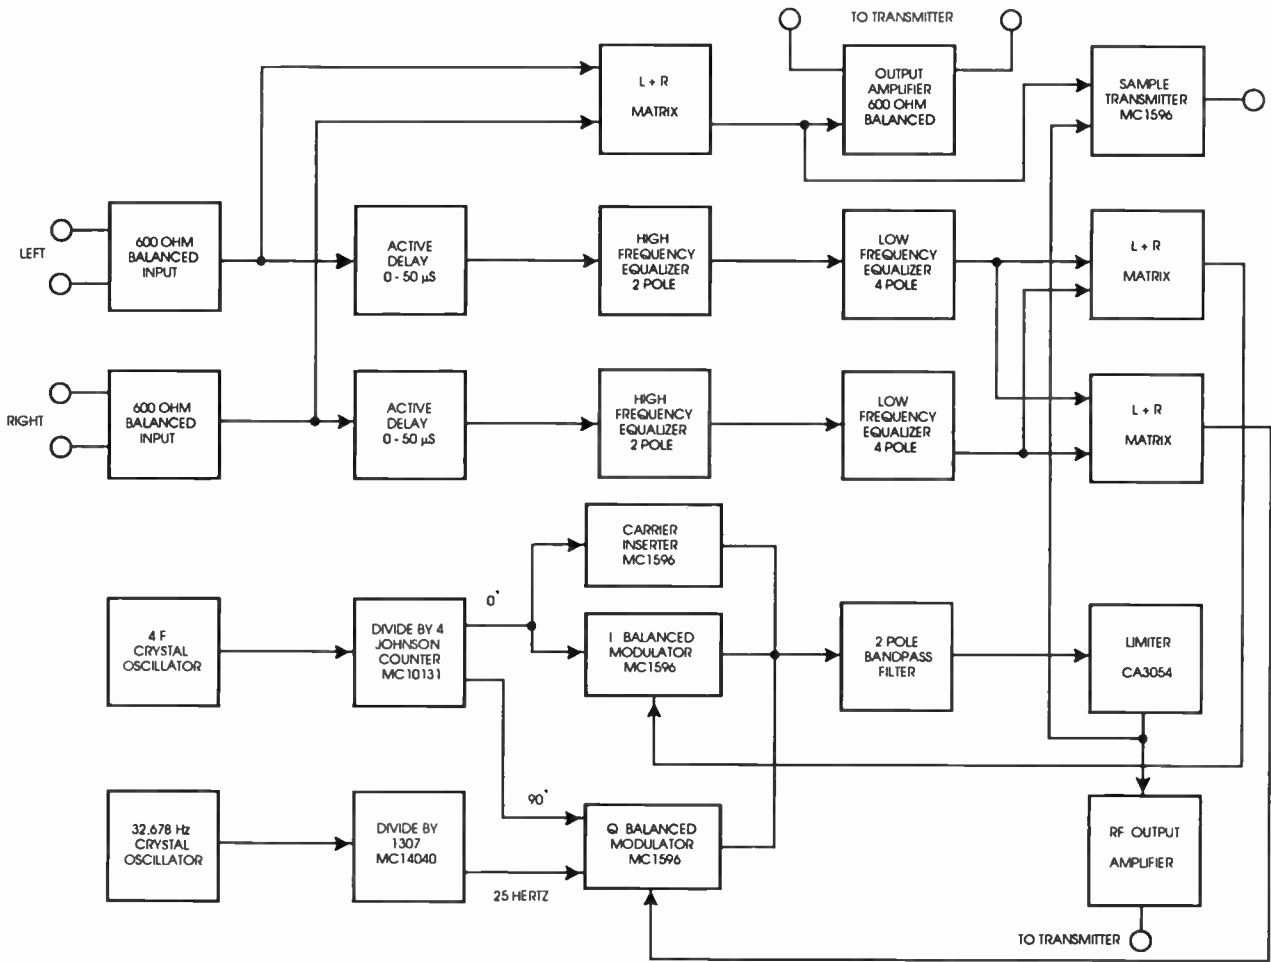 TO TRANSMITTER
L + R
MATRIX
OUTPUT
AMPLIFIER
600 OHM
BALANCED
SAMPLE
TRANSMITTER
MC1596
LEFT
600 OHM
BALANCED
INPUT
ACTIVE
DELAY
0 - 50 µS
HIGH
FREQUENCY
EQUALIZER
2 POLE
LOW
FREQUENCY
EQUALIZER
4 POLE
L + R
MATRIX
RIGHT
600 OHM
BALANCED
INPUT
ACTIVE
DELAY
0 - 50 µS
HIGH
FREQUENCY
EQUALIZER
2 POLE
LOW
FREQUENCY
EQUALIZER
4 POLE
L + R
MATRIX
CARRIER
INSERTER
MC1596
4 F
CRYSTAL
OSCILLATOR
DIVIDE BY 4
JOHNSON
COUNTER
MC10131
0°
I BALANCED
MODULATOR
MC1596
2 POLE
BANDPASS
FILTER
LIMITER
CA3054
32,678 Hz
CRYSTAL
OSCILLATOR
DIVIDE BY
1307
MC14040
90°
25 HERTZ
Q BALANCED
MODULATOR
MC1596
RF OUTPUT
AMPLIFIER
TO TRANSMITTER